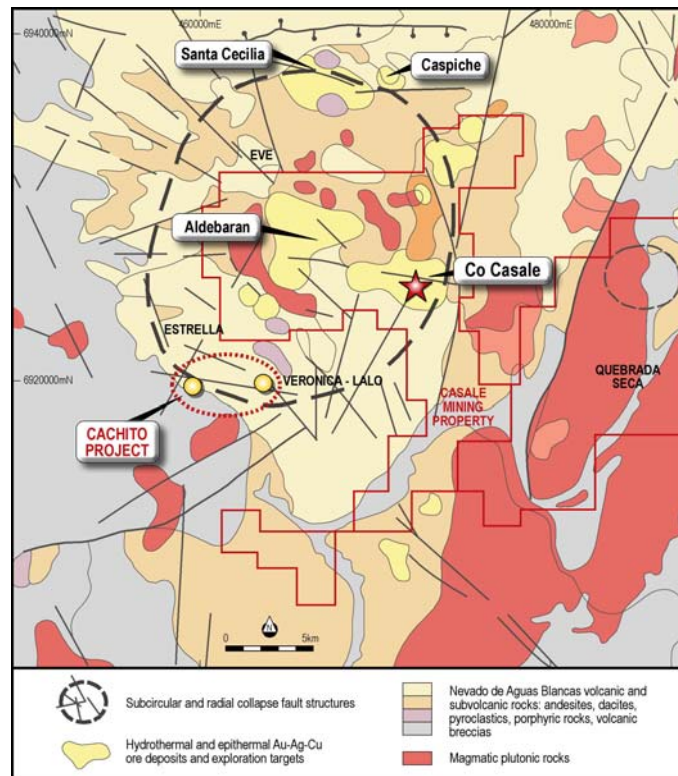 460000mE
480000mE
6940000mN
Santa Cecilia
Caspiche
EVE
Aldebaran
Co Casale
ESTRELLA
6920000mN
VERONICA - LALO
QUEBRADA
SECA
CASALE
MINING
PROPERTY
CACHITO
PROJECT
N
0
5km
Subcircular and radial collapse fault structures
Hydrothermal and epithermal Au-Ag-Cu
ore deposits and exploration targets
Nevado de Aguas Blancas volcanic and
subvolcanic rocks: andesites, dacites,
pyroclastics, porphyric rocks, volcanic
breccias
Magmatic plutonic rocks